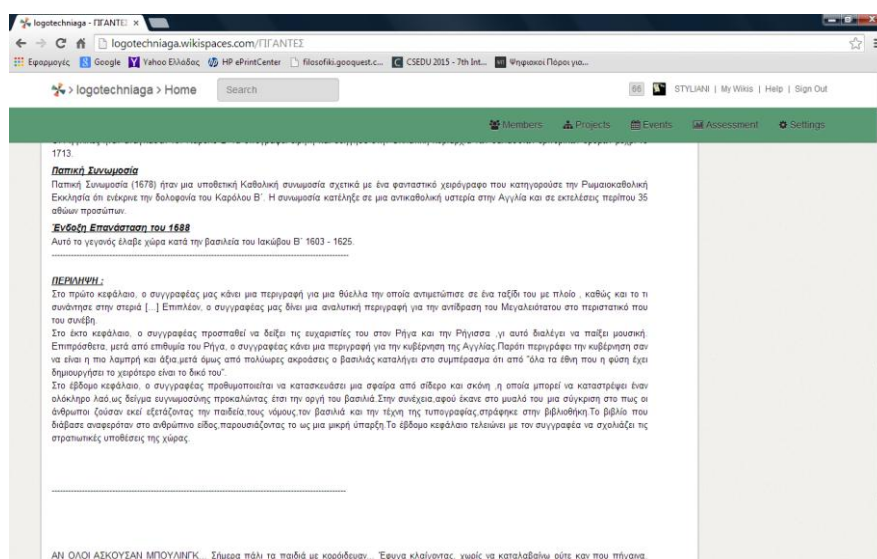 logotechniaga - ΓΙΓΑΝΤΕΣ
logotechniaga.wikispaces.com/ΓΙΓΑΝΤΕΣ
Εφαρμογές Google Yahoo Ελλάδας HP ePrintCenter filosofiki.gooquest.c... CSEDU 2015 - 7th Int... Ψηφιακοί Πόροι για...
logotechniaga > Home Search 66 STYLIANI | My Wikis | Help | Sign Out
Members Projects Events Assessment Settings
1713.
Παπική Συνωμοσία
Παπική Συνωμοσία (1678) ήταν μια υποθετική Καθολική συνωμοσία σχετικά με ένα φανταστικό χειρόγραφο που κατηγορούσε την Ρωμαιοκαθολική
Εκκλησία ότι ενέκρινε την δολοφονία του Καρόλου Β΄. Η συνωμοσία κατέληξε σε μια αντικαθολική υστερία στην Αγγλία και σε εκτελέσεις περίπου 35
αθώων προσώπων.
Ένδοξη Επανάσταση του 1688
Αυτό το γεγονός έλαβε χώρα κατά την βασιλεία του Ιακώβου Β΄ 1603 - 1625.
ΠΕΡΙΛΗΨΗ :
Στο πρώτο κεφάλαιο, ο συγγραφέας μας κάνει μια περιγραφή για μια θύελλα την οποία αντιμετώπισε σε ένα ταξίδι του με πλοίο , καθώς και το τι
συνάντησε στην στεριά [...] Επιπλέον, ο συγγραφέας μας δίνει μια αναλυτική περιγραφή για την αντίδραση του Μεγαλειότατου στο περιστατικό που
του συνέβη.
Στο έκτο κεφάλαιο, ο συγγραφέας προσπαθεί να δείξει τις ευχαριστίες του στον Ρήγα και την Ρήγισσα ,γι αυτό διαλέγει να παίξει μουσική.
Επιπρόσθετα, μετά από επιθυμία του Ρήγα, ο συγγραφέας κάνει μια περιγραφή για την κυβέρνηση της Αγγλίας.Παρότι περιγράφει την κυβέρνηση σαν
να είναι η πιο λαμπρή και άξια,μετά όμως από πολύωρες ακροάσεις ο βασιλιάς καταλήγει στο συμπέρασμα ότι από "όλα τα έθνη που η φύση έχει
δημιουργήσει το χειρότερο είναι το δικό του".
Στο έβδομο κεφάλαιο, ο συγγραφέας προθυμοποιείται να κατασκευάσει μια σφαίρα από σίδερο και σκόνη ,η οποία μπορεί να καταστρέψει έναν
ολόκληρο λαό,ως δείγμα ευγνωμοσύνης προκαλώντας έτσι την οργή του βασιλιά.Στην συνέχεια,αφού έκανε στο μυαλό του μια σύγκριση στο πως οι
άνθρωποι ζούσαν εκεί εξετάζοντας την παιδεία,τους νόμους,τον βασιλιά και την τέχνη της τυπογραφίας,στράφηκε στην βιβλιοθήκη.Το βιβλίο που
διάβασε αναφερόταν στο ανθρώπινο είδος,παρουσιάζοντας το ως μια μικρή ύπαρξη.Το έβδομο κεφάλαιο τελειώνει με τον συγγραφέα να σχολιάζει τις
στρατιωτικές υποθέσεις της χώρας.
ΑΝ ΟΛΟΙ ΑΣΚΟΥΣΑΝ ΜΠΟΥΛΙΝΓΚ... Σήμερα πάλι τα παιδιά με κορόιδευαν... Έφυγα κλαίγοντας, χωρίς να καταλαβαίνω ούτε καν που πήγαινα.